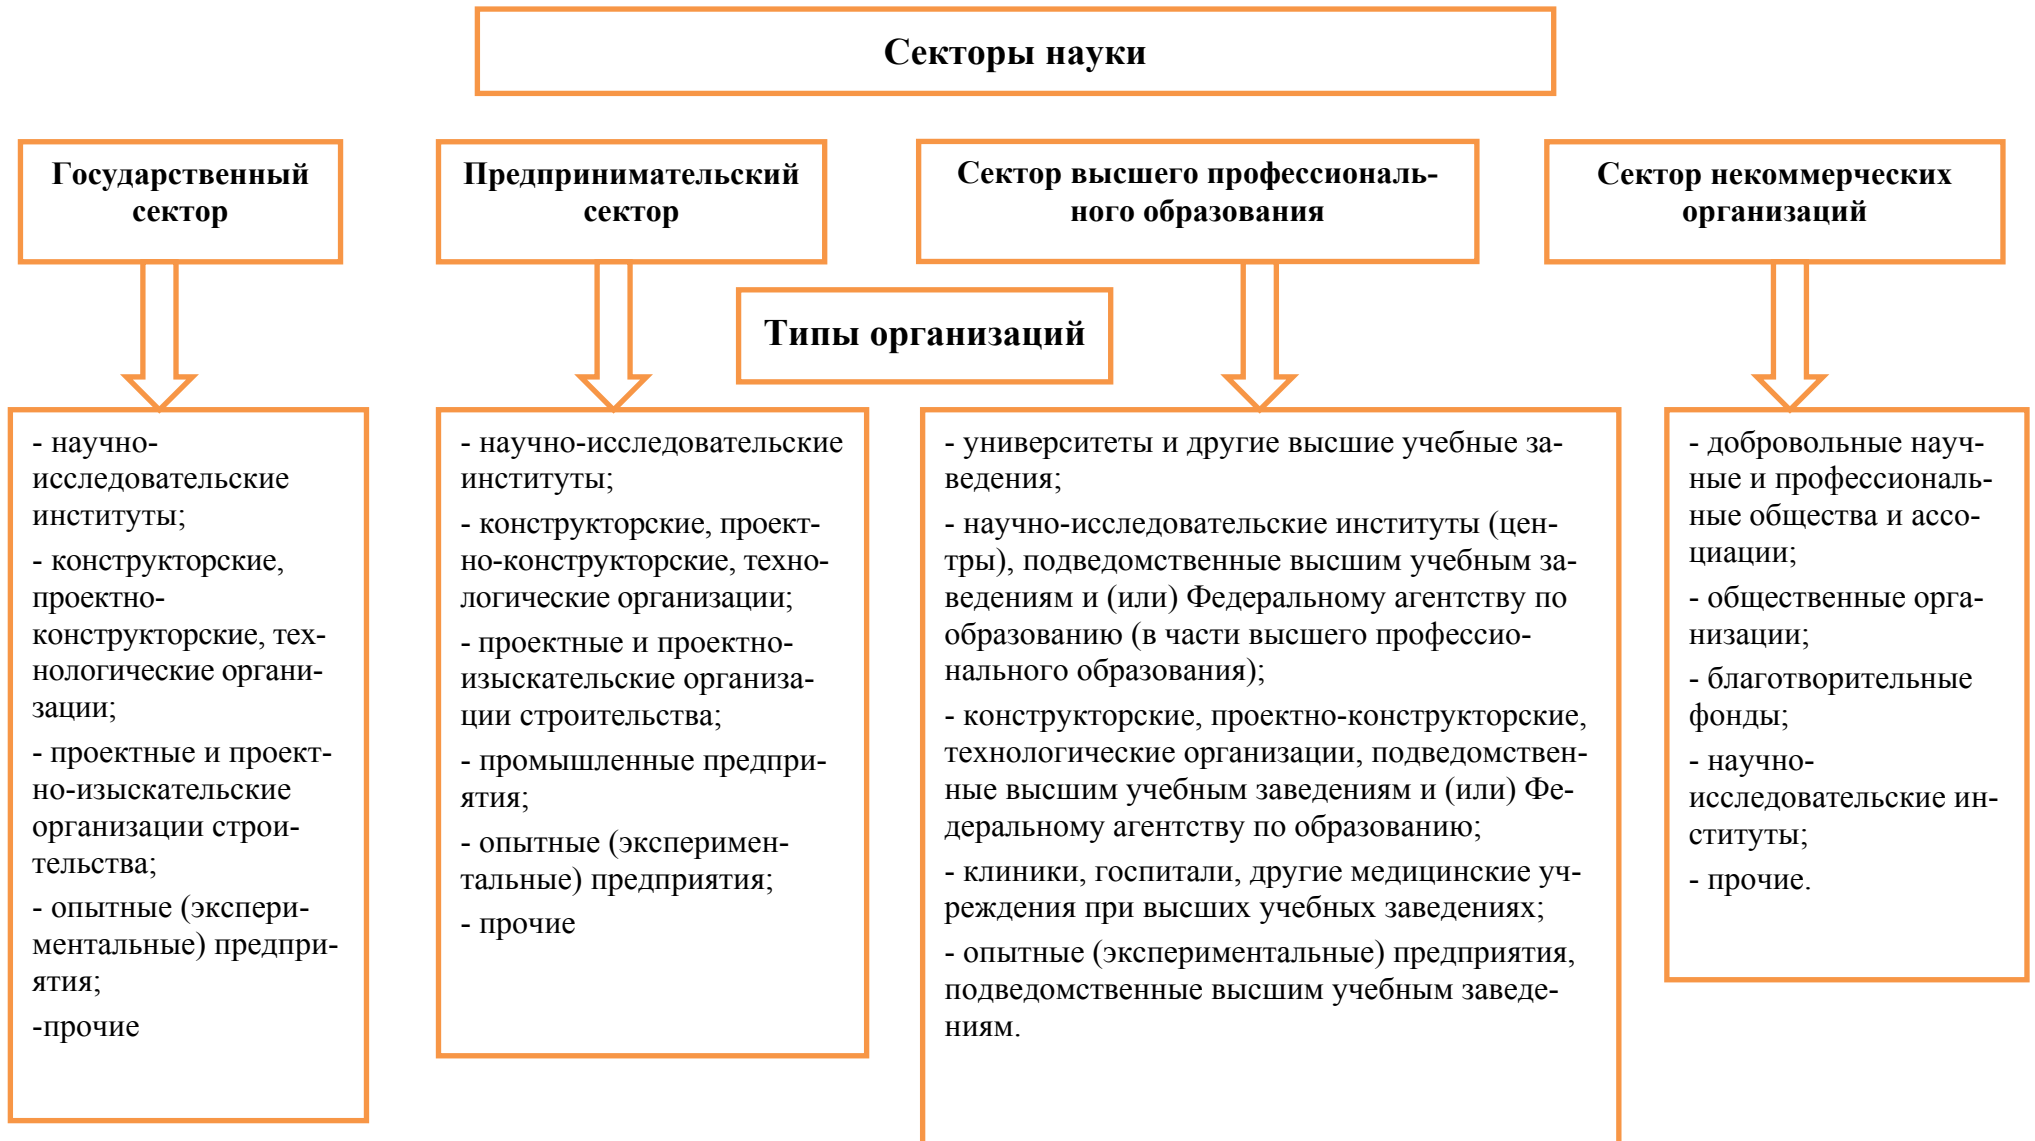 Секторы науки
Государственный
сектор
Предпринимательский
сектор
Сектор высшего профессиональ-
ного образования
Сектор некоммерческих
организаций
Типы организаций
- научно-
исследовательские
институты;
- конструкторские,
проектно-
конструкторские, тех-
нологические органи-
зации;
- проектные и проект-
но-изыскательские
организации строи-
тельства;
- опытные (экспери-
ментальные) предпри-
ятия;
-прочие
- научно-исследовательские
институты;
- конструкторские, проект-
но-конструкторские, техно-
логические организации;
- проектные и проектно-
изыскательские организа-
ции строительства;
- промышленные предпри-
ятия;
- опытные (эксперимен-
тальные) предприятия;
- прочие
- университеты и другие высшие учебные за-
ведения;
- научно-исследовательские институты (цен-
тры), подведомственные высшим учебным за-
ведениям и (или) Федеральному агентству по
образованию (в части высшего профессио-
нального образования);
- конструкторские, проектно-конструкторские,
технологические организации, подведомствен-
ные высшим учебным заведениям и (или) Фе-
деральному агентству по образованию;
- клиники, госпитали, другие медицинские уч-
реждения при высших учебных заведениях;
- опытные (экспериментальные) предприятия,
подведомственные высшим учебным заведе-
ниям.
- добровольные науч-
ные и профессиональ-
ные общества и ассо-
циации;
- общественные орга-
низации;
- благотворительные
фонды;
- научно-
исследовательские ин-
ституты;
- прочие.